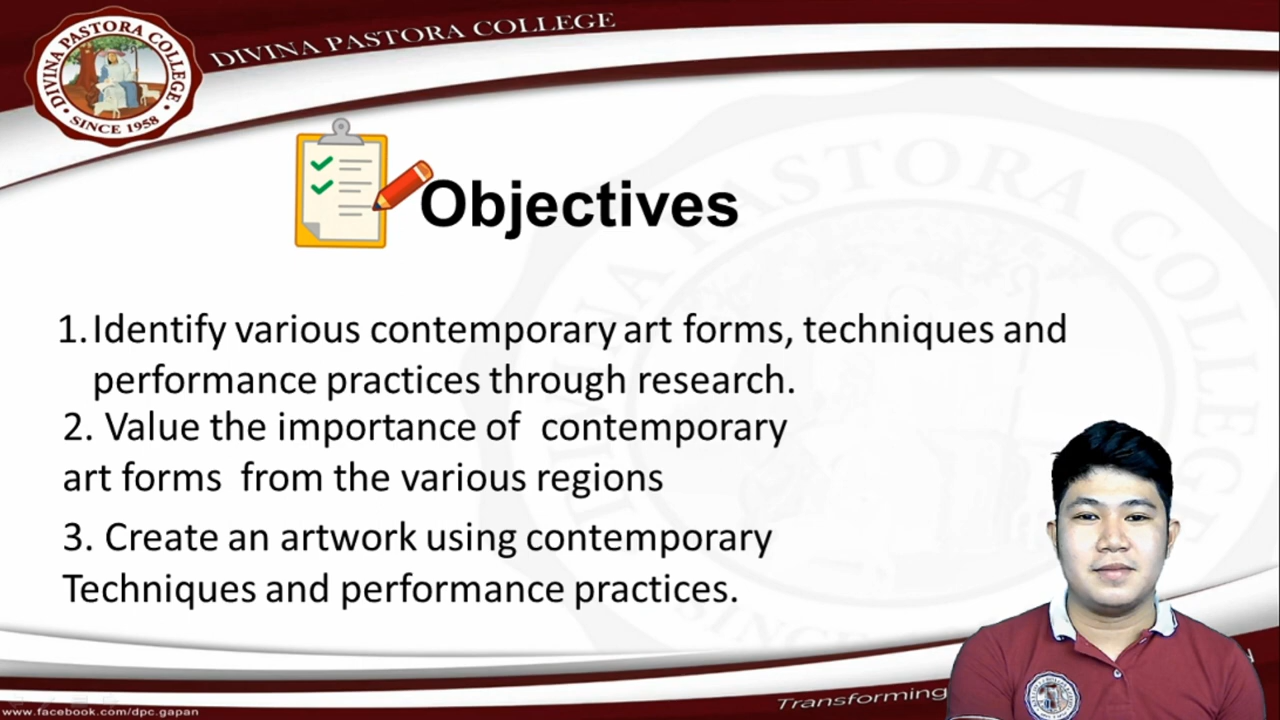 DIVINA PASTORA COLLEGE
DIVINA PASTORA COLLEGE
SINCE 1958
Objectives
1. Identify various contemporary art forms, techniques and
performance practices through research.
2. Value the importance of contemporary
art forms from the various regions
3. Create an artwork using contemporary
Techniques and performance practices.
Transforming
www.facebook.com/dpc.gapan